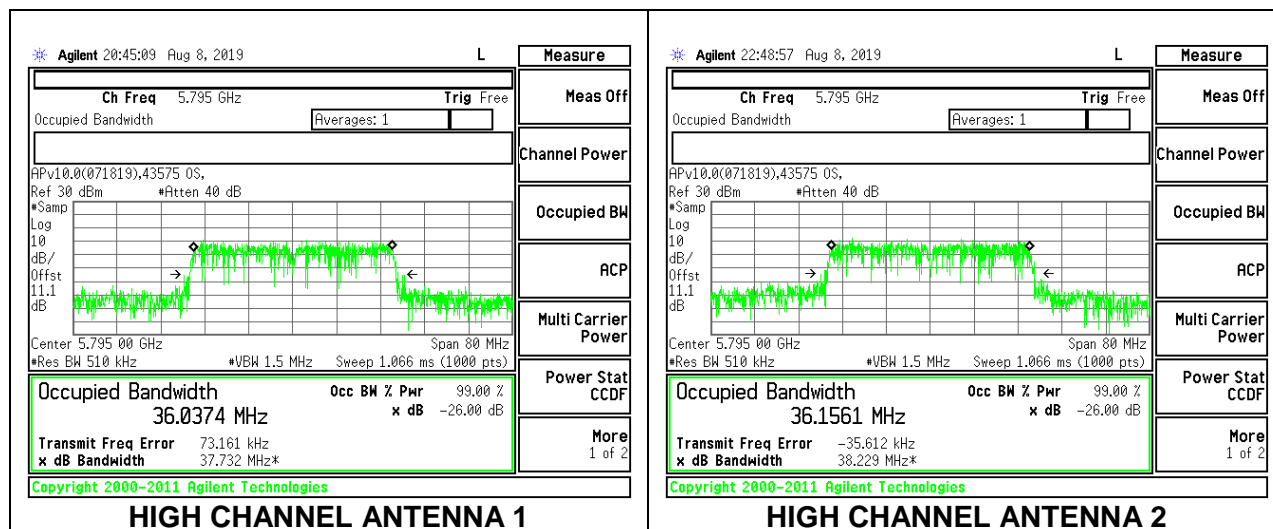 Agilent 20:45:09 Aug 8, 2019 L Measure
Ch Freq 5.795 GHz Trig Free
Occupied Bandwidth Averages: 1
APv10.0(071819),43575 OS,
Ref 30 dBm #Atten 40 dB
#Samp
Log
10
dB/
Offst
11.1
dB
Center 5.795 00 GHz Span 80 MHz
#Res BW 510 kHz #VBW 1.5 MHz Sweep 1.066 ms (1000 pts)
Occupied Bandwidth Occ BW % Pwr 99.00 %
36.0374 MHz x dB -26.00 dB
Transmit Freq Error 73.161 kHz
x dB Bandwidth 37.732 MHz*
Copyright 2000-2011 Agilent Technologies
Meas Off
Channel Power
Occupied BW
ACP
Multi Carrier
Power
Power Stat
CCDF
More
1 of 2
HIGH CHANNEL ANTENNA 1
Agilent 22:48:57 Aug 8, 2019 L Measure
Ch Freq 5.795 GHz Trig Free
Occupied Bandwidth Averages: 1
APv10.0(071819),43575 OS,
Ref 30 dBm #Atten 40 dB
#Samp
Log
10
dB/
Offst
11.1
dB
Center 5.795 00 GHz Span 80 MHz
#Res BW 510 kHz #VBW 1.5 MHz Sweep 1.066 ms (1000 pts)
Occupied Bandwidth Occ BW % Pwr 99.00 %
36.1561 MHz x dB -26.00 dB
Transmit Freq Error -35.612 kHz
x dB Bandwidth 38.229 MHz*
Copyright 2000-2011 Agilent Technologies
Meas Off
Channel Power
Occupied BW
ACP
Multi Carrier
Power
Power Stat
CCDF
More
1 of 2
HIGH CHANNEL ANTENNA 2